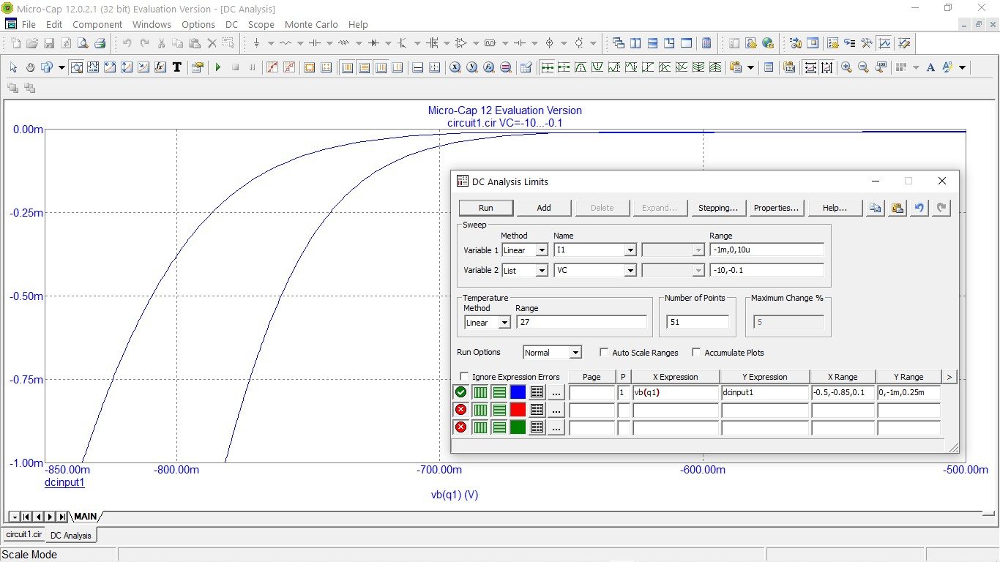 Micro-Cap 12.0.2.1 (32 bit) Evaluation Version - [DC Analysis]
File Edit Component Windows Options DC Scope Monte Carlo Help
Micro-Cap 12 Evaluation Version
circuit1.cir VC=-10...-0.1
0.00m
-0.25m
-0.50m
-0.75m
-1.00m
-850.00m -800.00m -700.00m -600.00m -500.00m
dcinput1
vb(q1) (V)
DC Analysis Limits
Run Add Delete Expand... Stepping... Properties... Help...
Sweep
Method Name Range
Variable 1 Linear I1 -1m,0,10u
Variable 2 List VC -10,-0.1
Temperature Number of Points Maximum Change %
Method Range
Linear 27 51 5
Run Options Normal Auto Scale Ranges Accumulate Plots
Ignore Expression Errors Page P X Expression Y Expression X Range Y Range >
... 1 vb(q1) dcinput1 -0.5,-0.85,0.1 0,-1m,0.25m
...
...
MAIN
circuit1.cir DC Analysis
Scale Mode